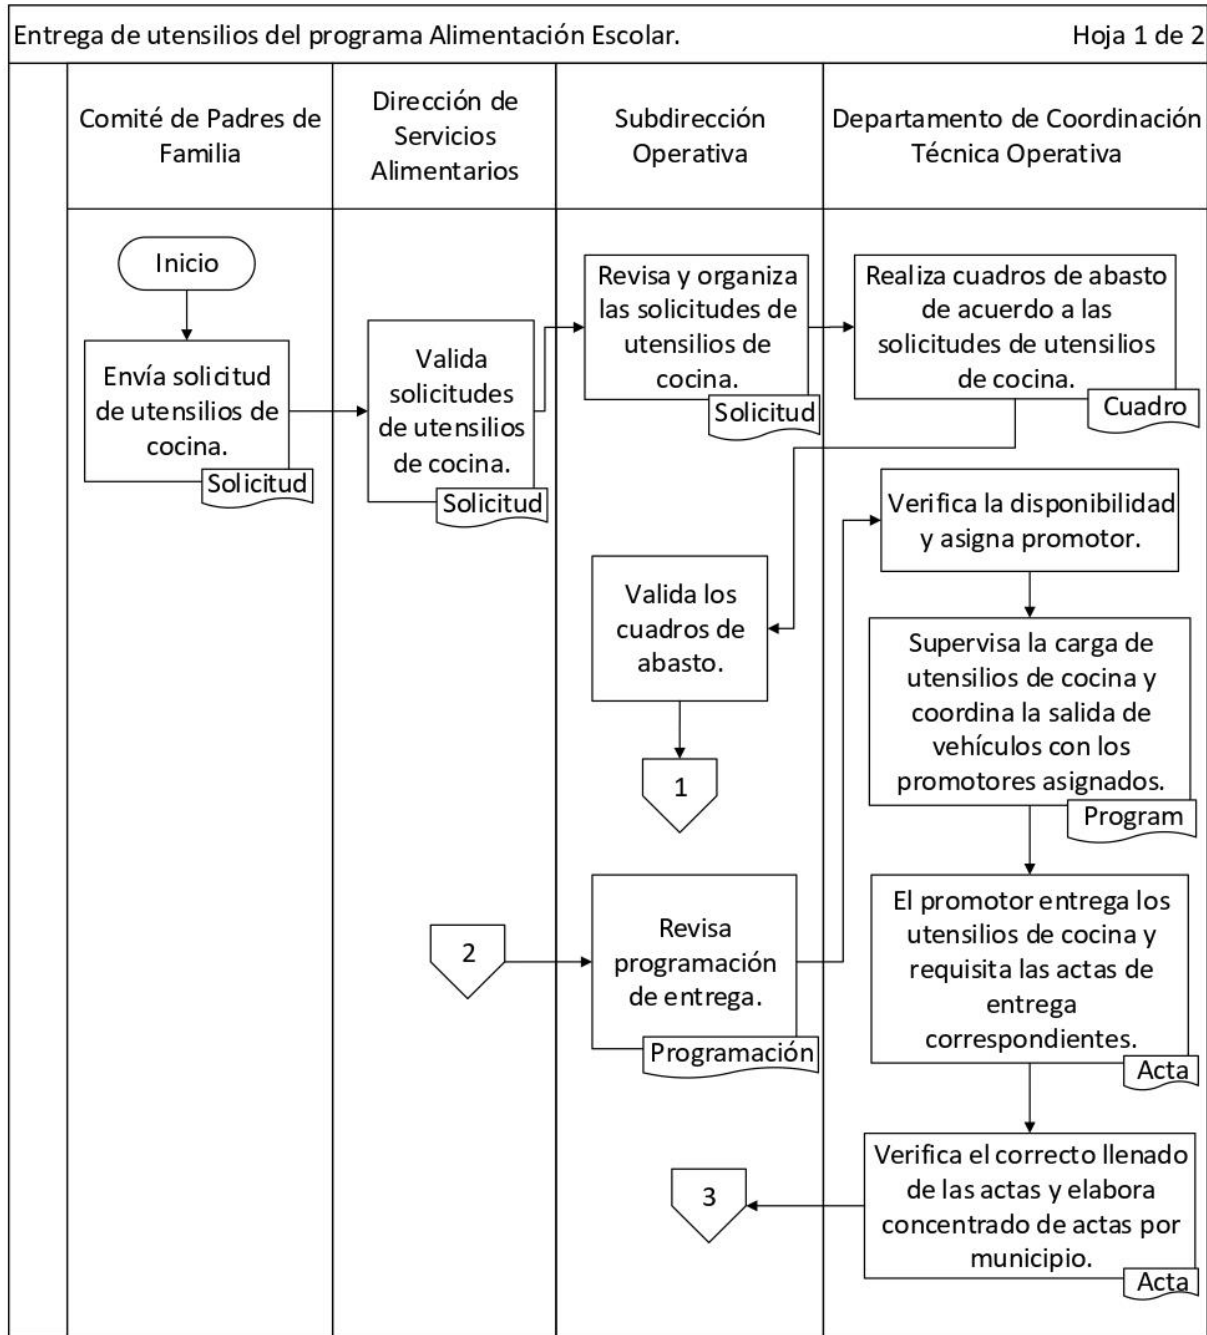 Entrega de utensilios del programa Alimentación Escolar.
Hoja 1 de 2
Comité de Padres de
Familia
Dirección de
Servicios
Alimentarios
Subdirección
Operativa
Departamento de Coordinación
Técnica Operativa
Inicio
Envía solicitud
de utensilios de
cocina.
Solicitud
Valida
solicitudes
de utensilios
de cocina.
Solicitud
Revisa y organiza
las solicitudes de
utensilios de
cocina.
Solicitud
Realiza cuadros de abasto
de acuerdo a las
solicitudes de utensilios
de cocina.
Cuadro
Valida los
cuadros de
abasto.
1
2
Revisa
programación
de entrega.
Programación
Verifica la disponibilidad
y asigna promotor.
Supervisa la carga de
utensilios de cocina y
coordina la salida de
vehículos con los
promotores asignados.
Program
El promotor entrega los
utensilios de cocina y
requisita las actas de
entrega
correspondientes.
Acta
Verifica el correcto llenado
de las actas y elabora
concentrado de actas por
municipio.
Acta
3